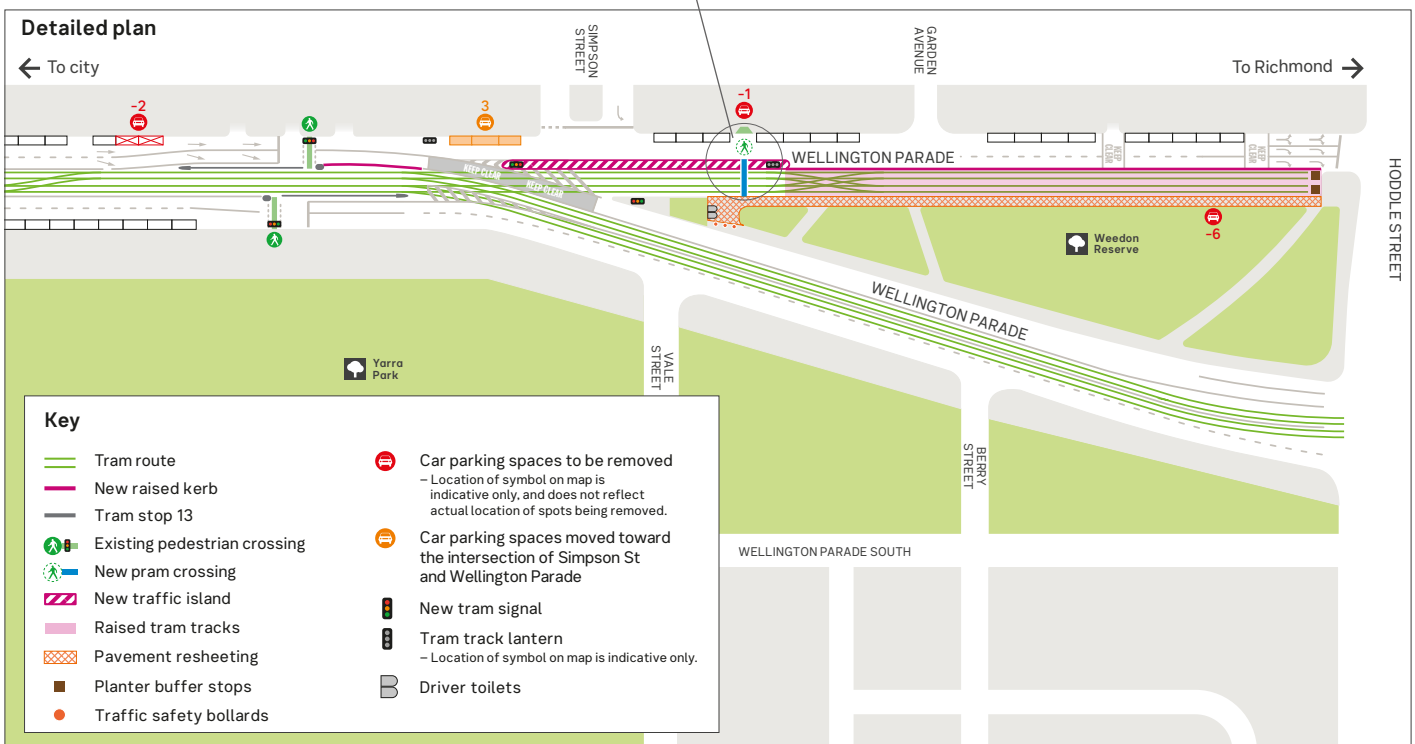 Detailed plan
To city
SIMPSON
STREET
GARDEN
AVENUE
To Richmond
-2
3
-1
WELLINGTON PARADE
KEEP CLEAR
KEEP CLEAR
KEEP
CLEAR
KEEP
CLEAR
HODDLE STREET
-6
Weedon
Reserve
WELLINGTON PARADE
Yarra
Park
VALE
STREET
BERRY
STREET
WELLINGTON PARADE SOUTH
Key
Tram route
New raised kerb
Tram stop 13
Existing pedestrian crossing
New pram crossing
New traffic island
Raised tram tracks
Pavement resheeting
Planter buffer stops
Traffic safety bollards
Car parking spaces to be removed
– Location of symbol on map is
indicative only, and does not reflect
actual location of spots being removed.
Car parking spaces moved toward
the intersection of Simpson St
and Wellington Parade
New tram signal
Tram track lantern
– Location of symbol on map is indicative only.
Driver toilets